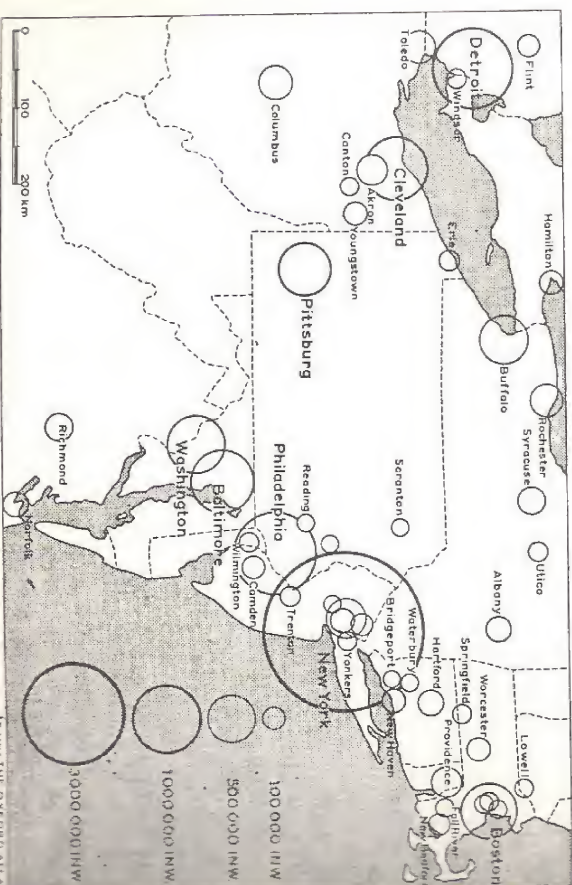 Flint
Detroit
Windsor
Toledo
Hamilton
Buffalo
Rochester
Syracuse
Utica
Albany
Erie
Cleveland
Akron
Canton
Youngstown
Columbus
Pittsburg
Scranton
Reading
Philadelphia
Trenton
Camden
Wilmington
Baltimore
Washington
Richmond
Norfolk
New York
Yonkers
Bridgeport
Waterbury
New Haven
Hartford
Springfield
Worcester
Providence
Lowell
Boston
Fall River
0
100
200 km
100 000 INW
500 000 INW
1000 000 INW
3000 000 INW